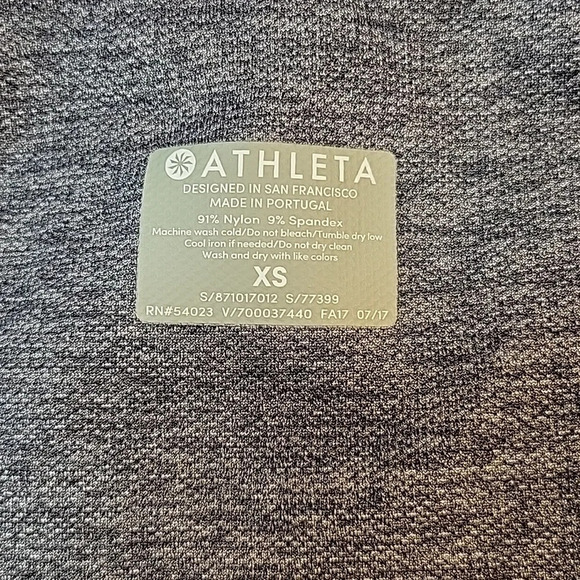 ATHLETA
DESIGNED IN SAN FRANCISCO
MADE IN PORTUGAL
91% Nylon 9% Spandex
Machine wash cold/Do not bleach/Tumble dry low
Cool iron if needed/Do not dry clean
Wash and dry with like colors
XS
S/871017012 S/77399
RN#54023 V/700037440 FA17 07/17